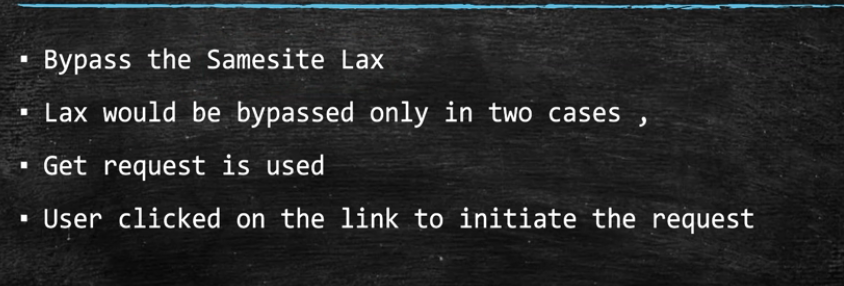 ▪ Bypass the Samesite Lax
▪ Lax would be bypassed only in two cases ,
▪ Get request is used
▪ User clicked on the link to initiate the request